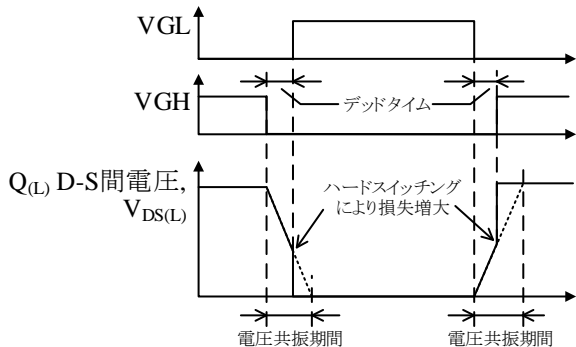 VGL
VGH
デッドタイム
Q(L) D-S間電圧,
VDS(L)
ハードスイッチング
により損失増大
電圧共振期間
電圧共振期間